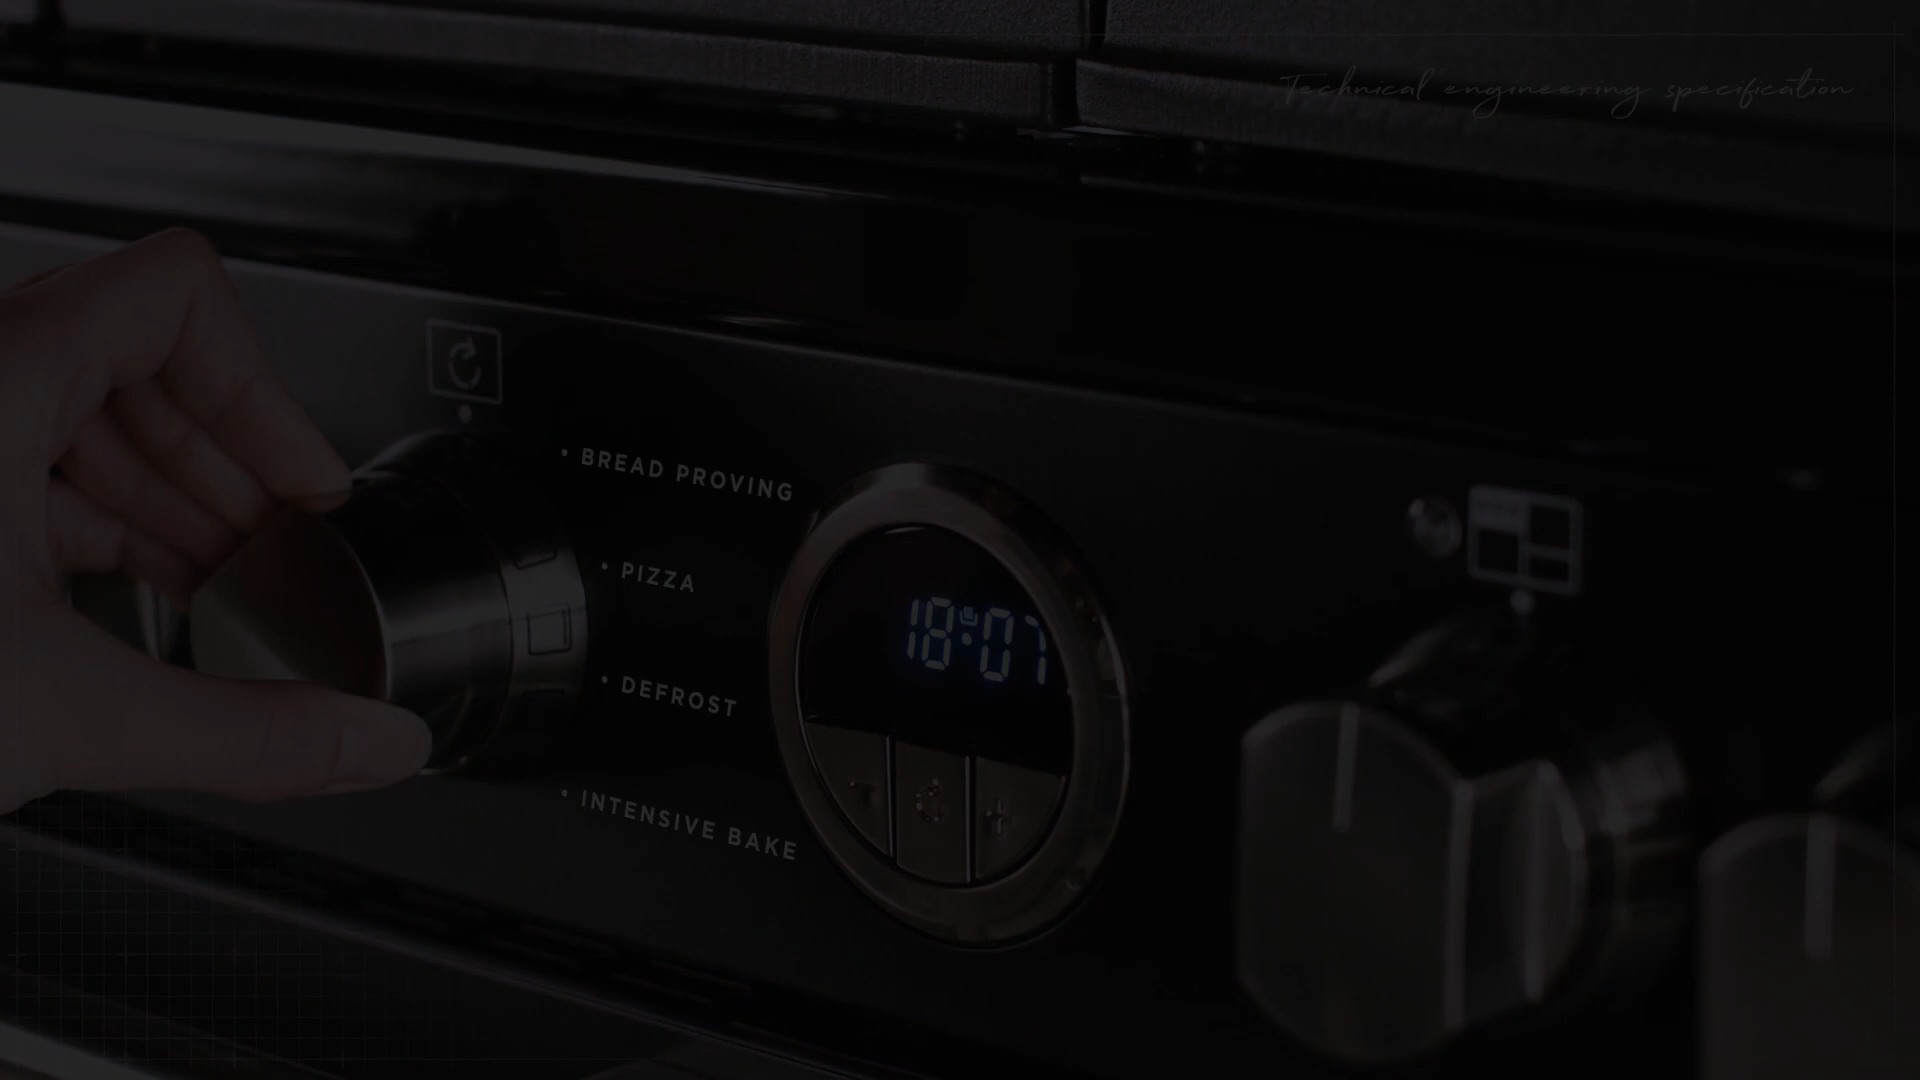 Technical engineering specification
• BREAD PROVING
• PIZZA
• DEFROST
• INTENSIVE BAKE
18:07
- +